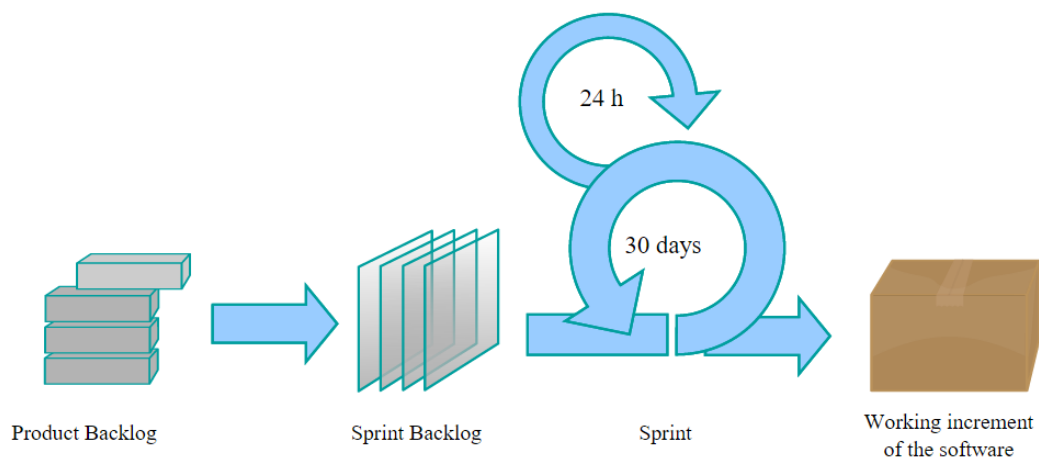 24 h
30 days
Product Backlog
Sprint Backlog
Sprint
Working increment
of the software